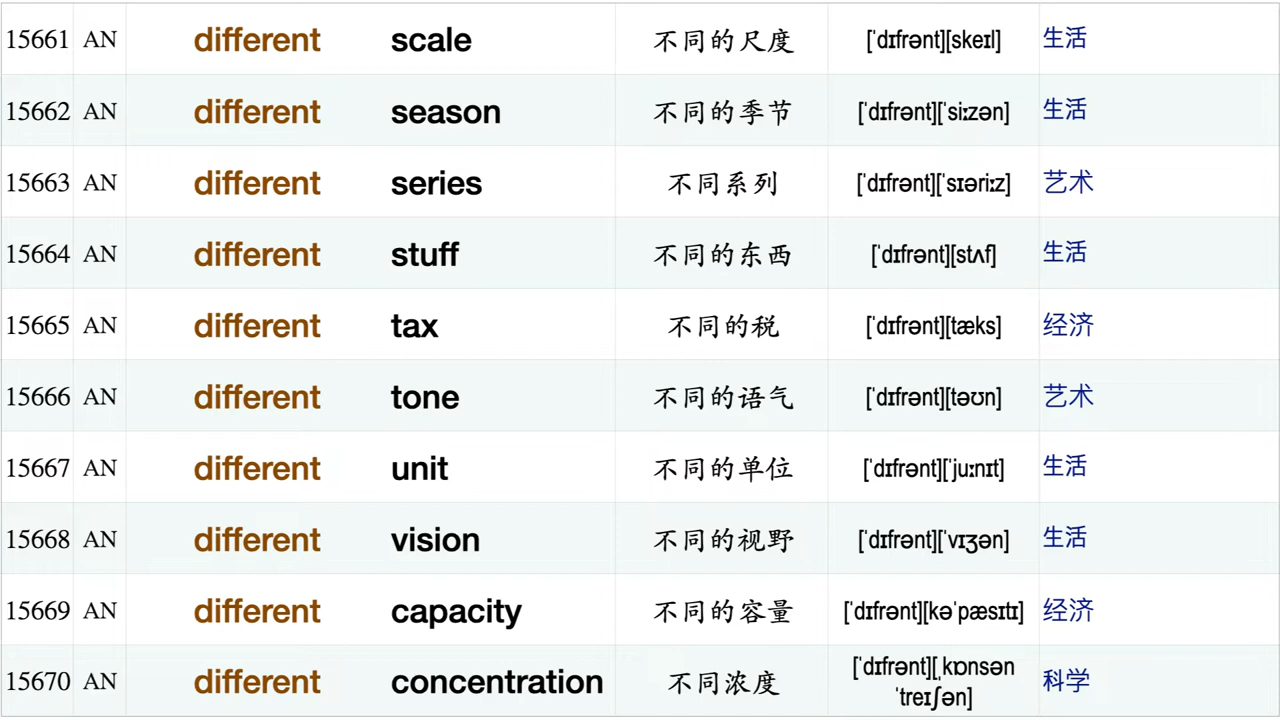 15661 AN different scale 不同的尺度 [ˈdɪfrənt][skeɪl] 生活
15662 AN different season 不同的季节 [ˈdɪfrənt][ˈsiːzən] 生活
15663 AN different series 不同系列 [ˈdɪfrənt][ˈsɪəriːz] 艺术
15664 AN different stuff 不同的东西 [ˈdɪfrənt][stʌf] 生活
15665 AN different tax 不同的税 [ˈdɪfrənt][tæks] 经济
15666 AN different tone 不同的语气 [ˈdɪfrənt][təʊn] 艺术
15667 AN different unit 不同的单位 [ˈdɪfrənt][ˈjuːnɪt] 生活
15668 AN different vision 不同的视野 [ˈdɪfrənt][ˈvɪʒən] 生活
15669 AN different capacity 不同的容量 [ˈdɪfrənt][kəˈpæsɪtɪ] 经济
15670 AN different concentration 不同浓度 [ˈdɪfrənt][ˌkɒnsən 科学
ˈtreɪʃən]